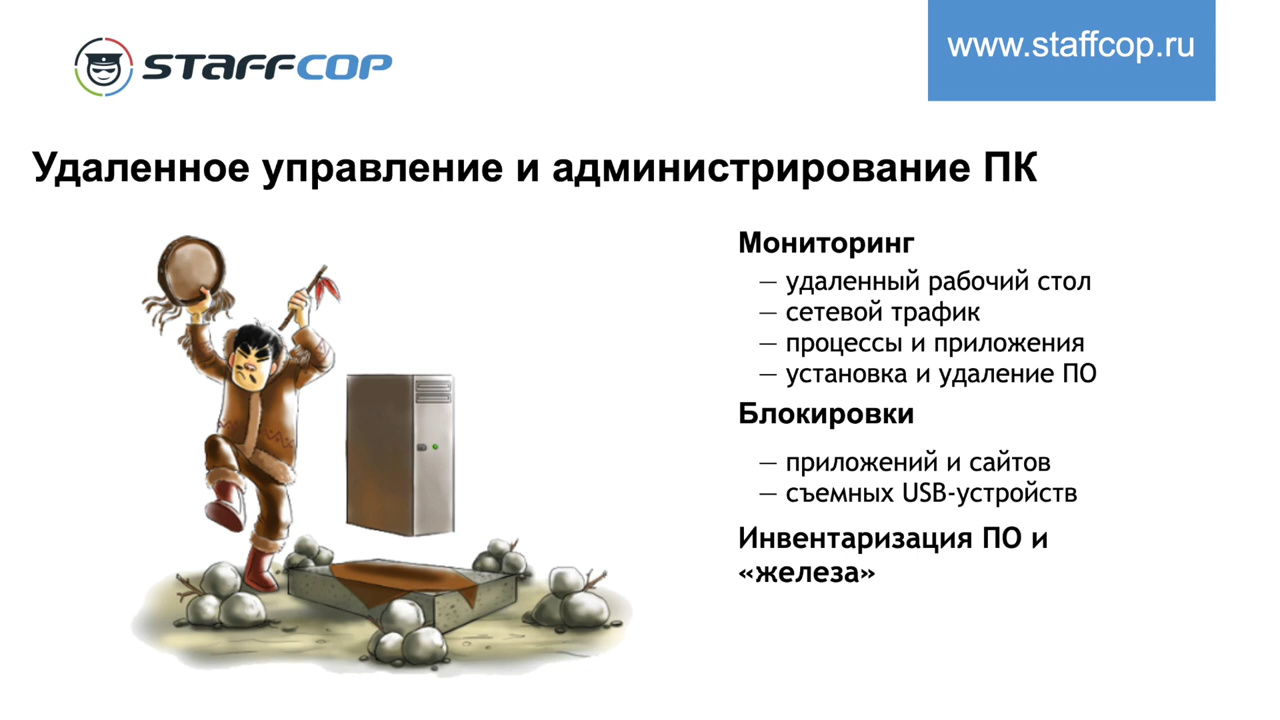 STAFFCOP
www.staffcop.ru
Удаленное управление и администрирование ПК
Мониторинг
— удаленный рабочий стол
— сетевой трафик
— процессы и приложения
— установка и удаление ПО
Блокировки
— приложений и сайтов
— съемных USB-устройств
Инвентаризация ПО и
«железа»